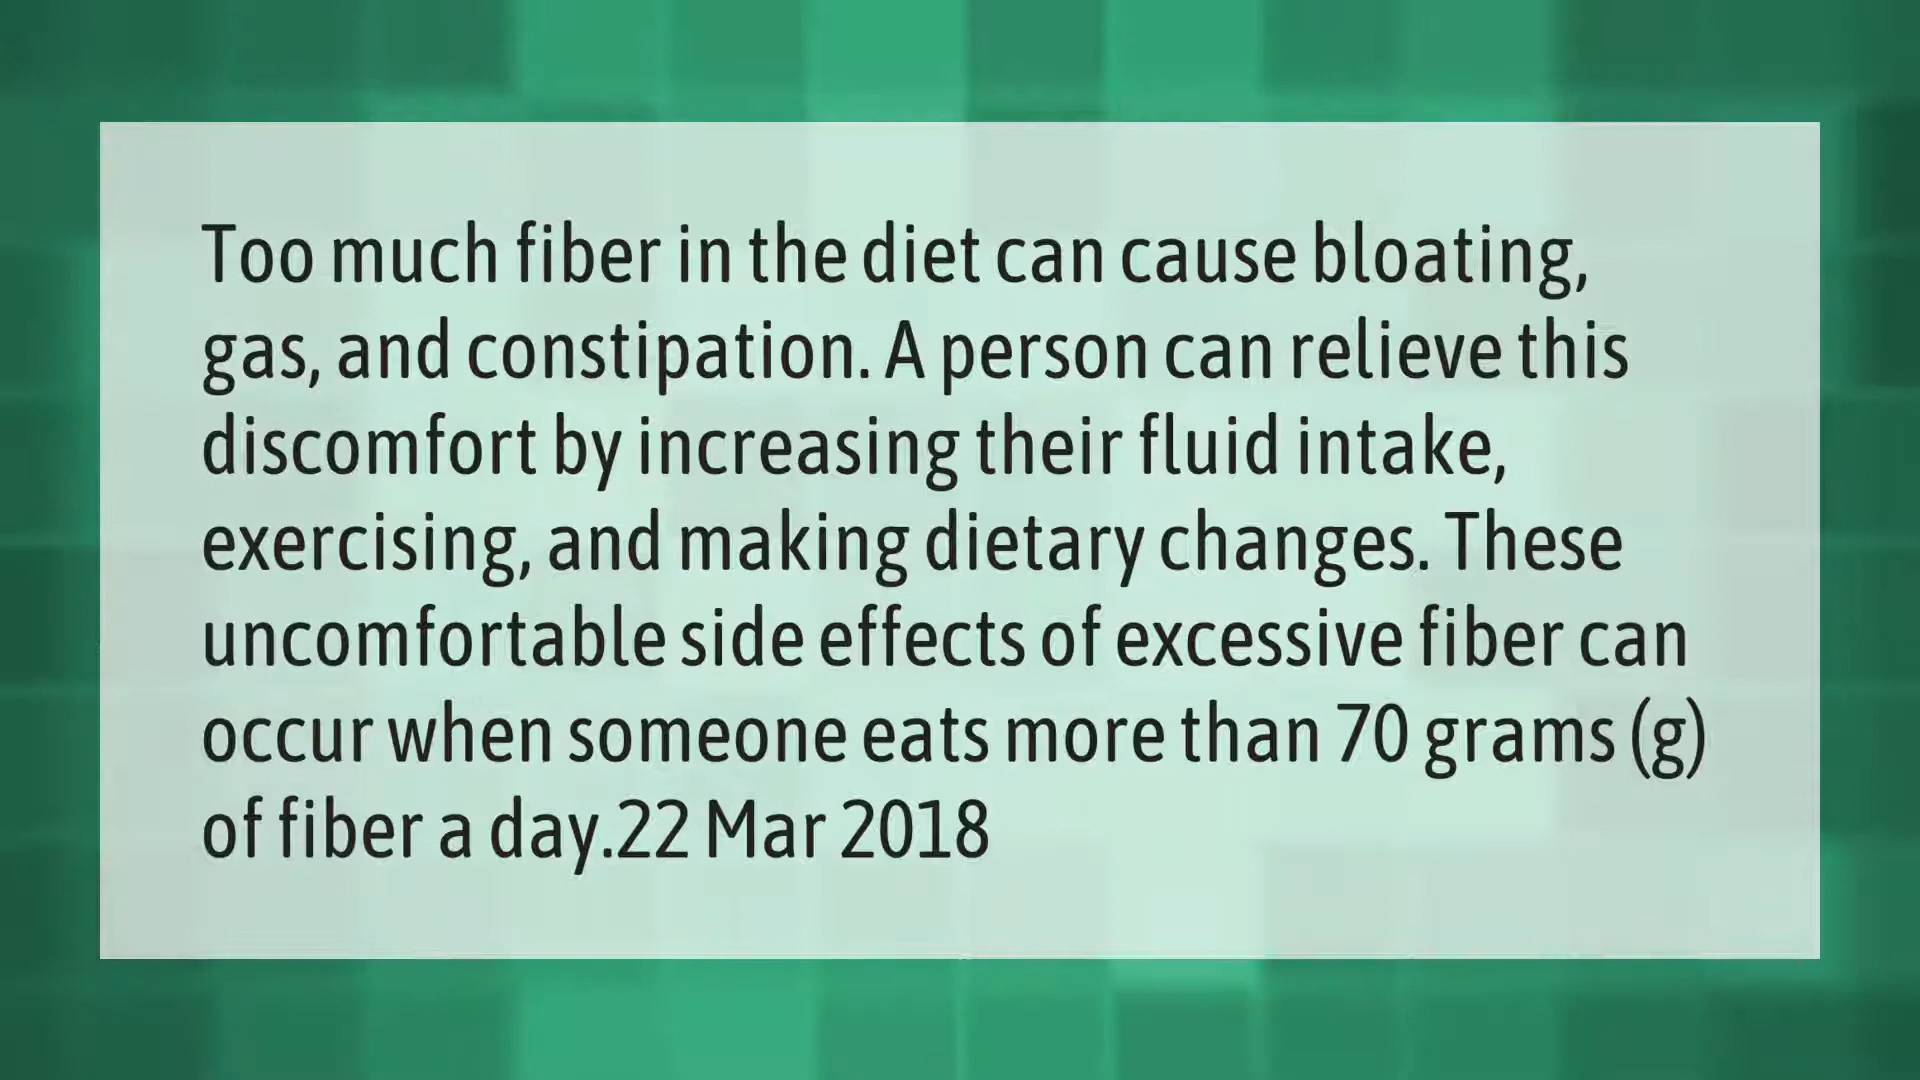 Too much fiber in the diet can cause bloating,
gas, and constipation. A person can relieve this
discomfort by increasing their fluid intake,
exercising, and making dietary changes. These
uncomfortable side effects of excessive fiber can
occur when someone eats more than 70 grams (g)
of fiber a day.22 Mar 2018